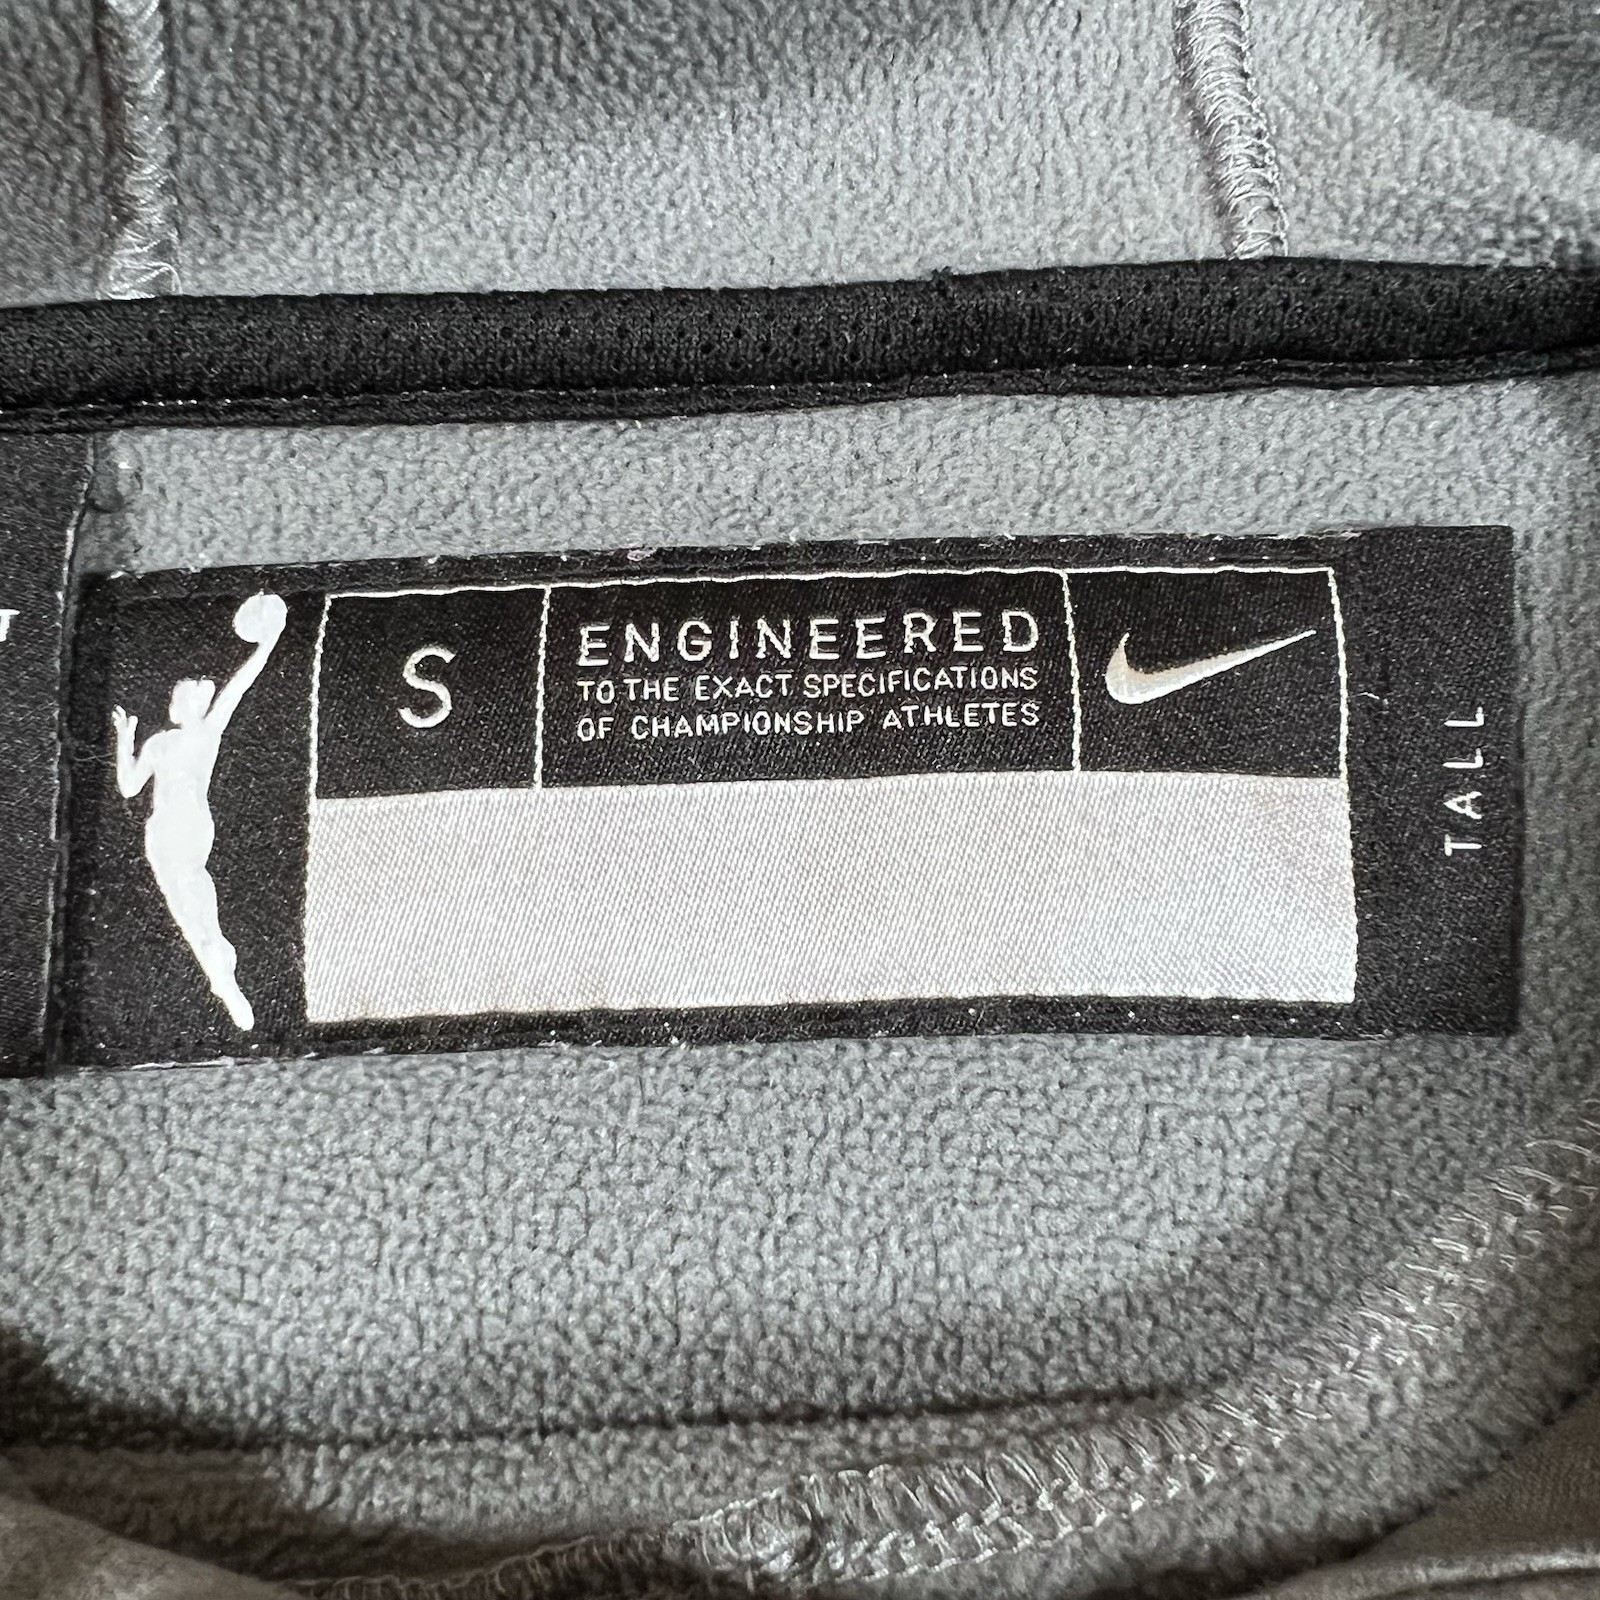 T
S
ENGINEERED
TO THE EXACT SPECIFICATIONS
OF CHAMPIONSHIP ATHLETES
TALL